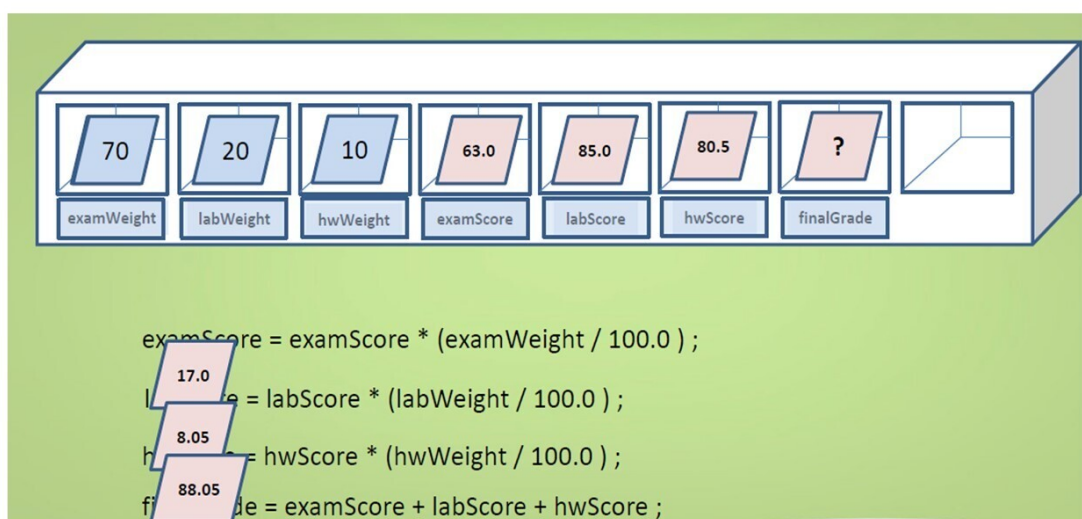 70 20 10 63.0 85.0 80.5 ?
examWeight labWeight hwWeight examScore labScore hwScore finalGrade
examScore = examScore * (examWeight / 100.0 ) ;
17.0
= labScore * (labWeight / 100.0 ) ;
8.05
= hwScore * (hwWeight / 100.0 ) ;
88.05
= examScore + labScore + hwScore ;